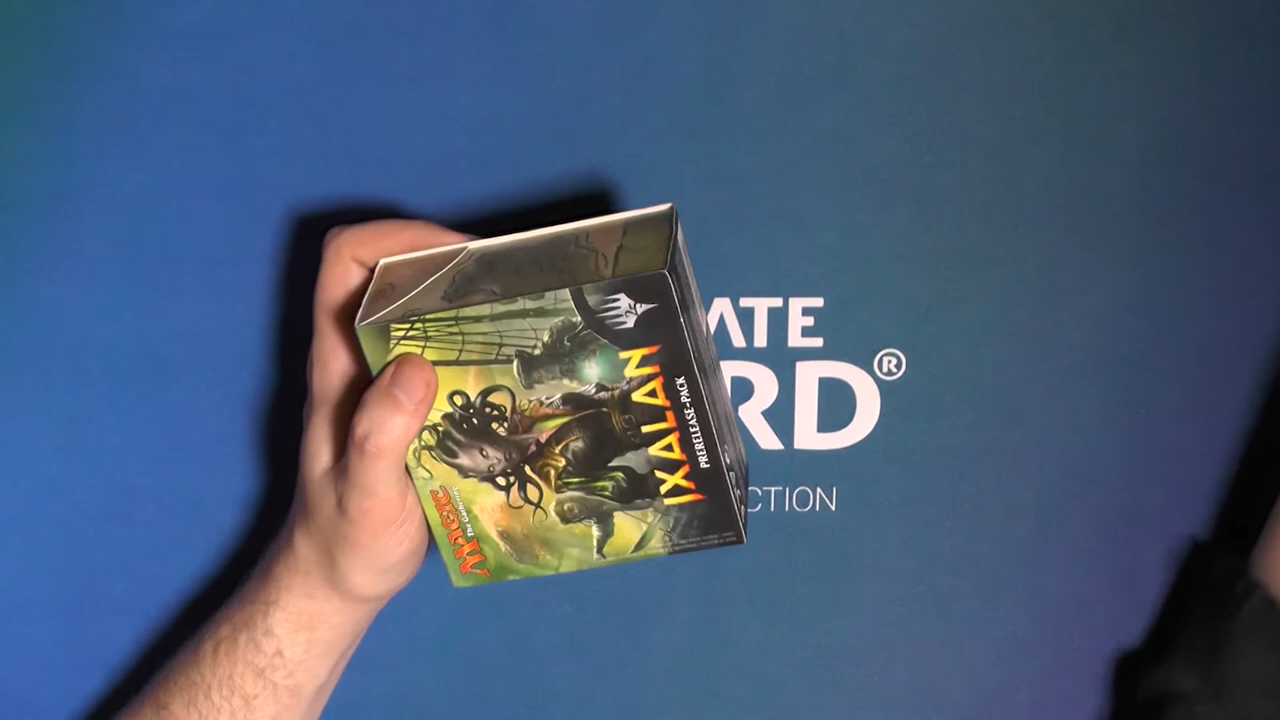 MAGIC
The Gathering
IXALAN
PRERELEASE-PACK
ATE
RD®
CTION